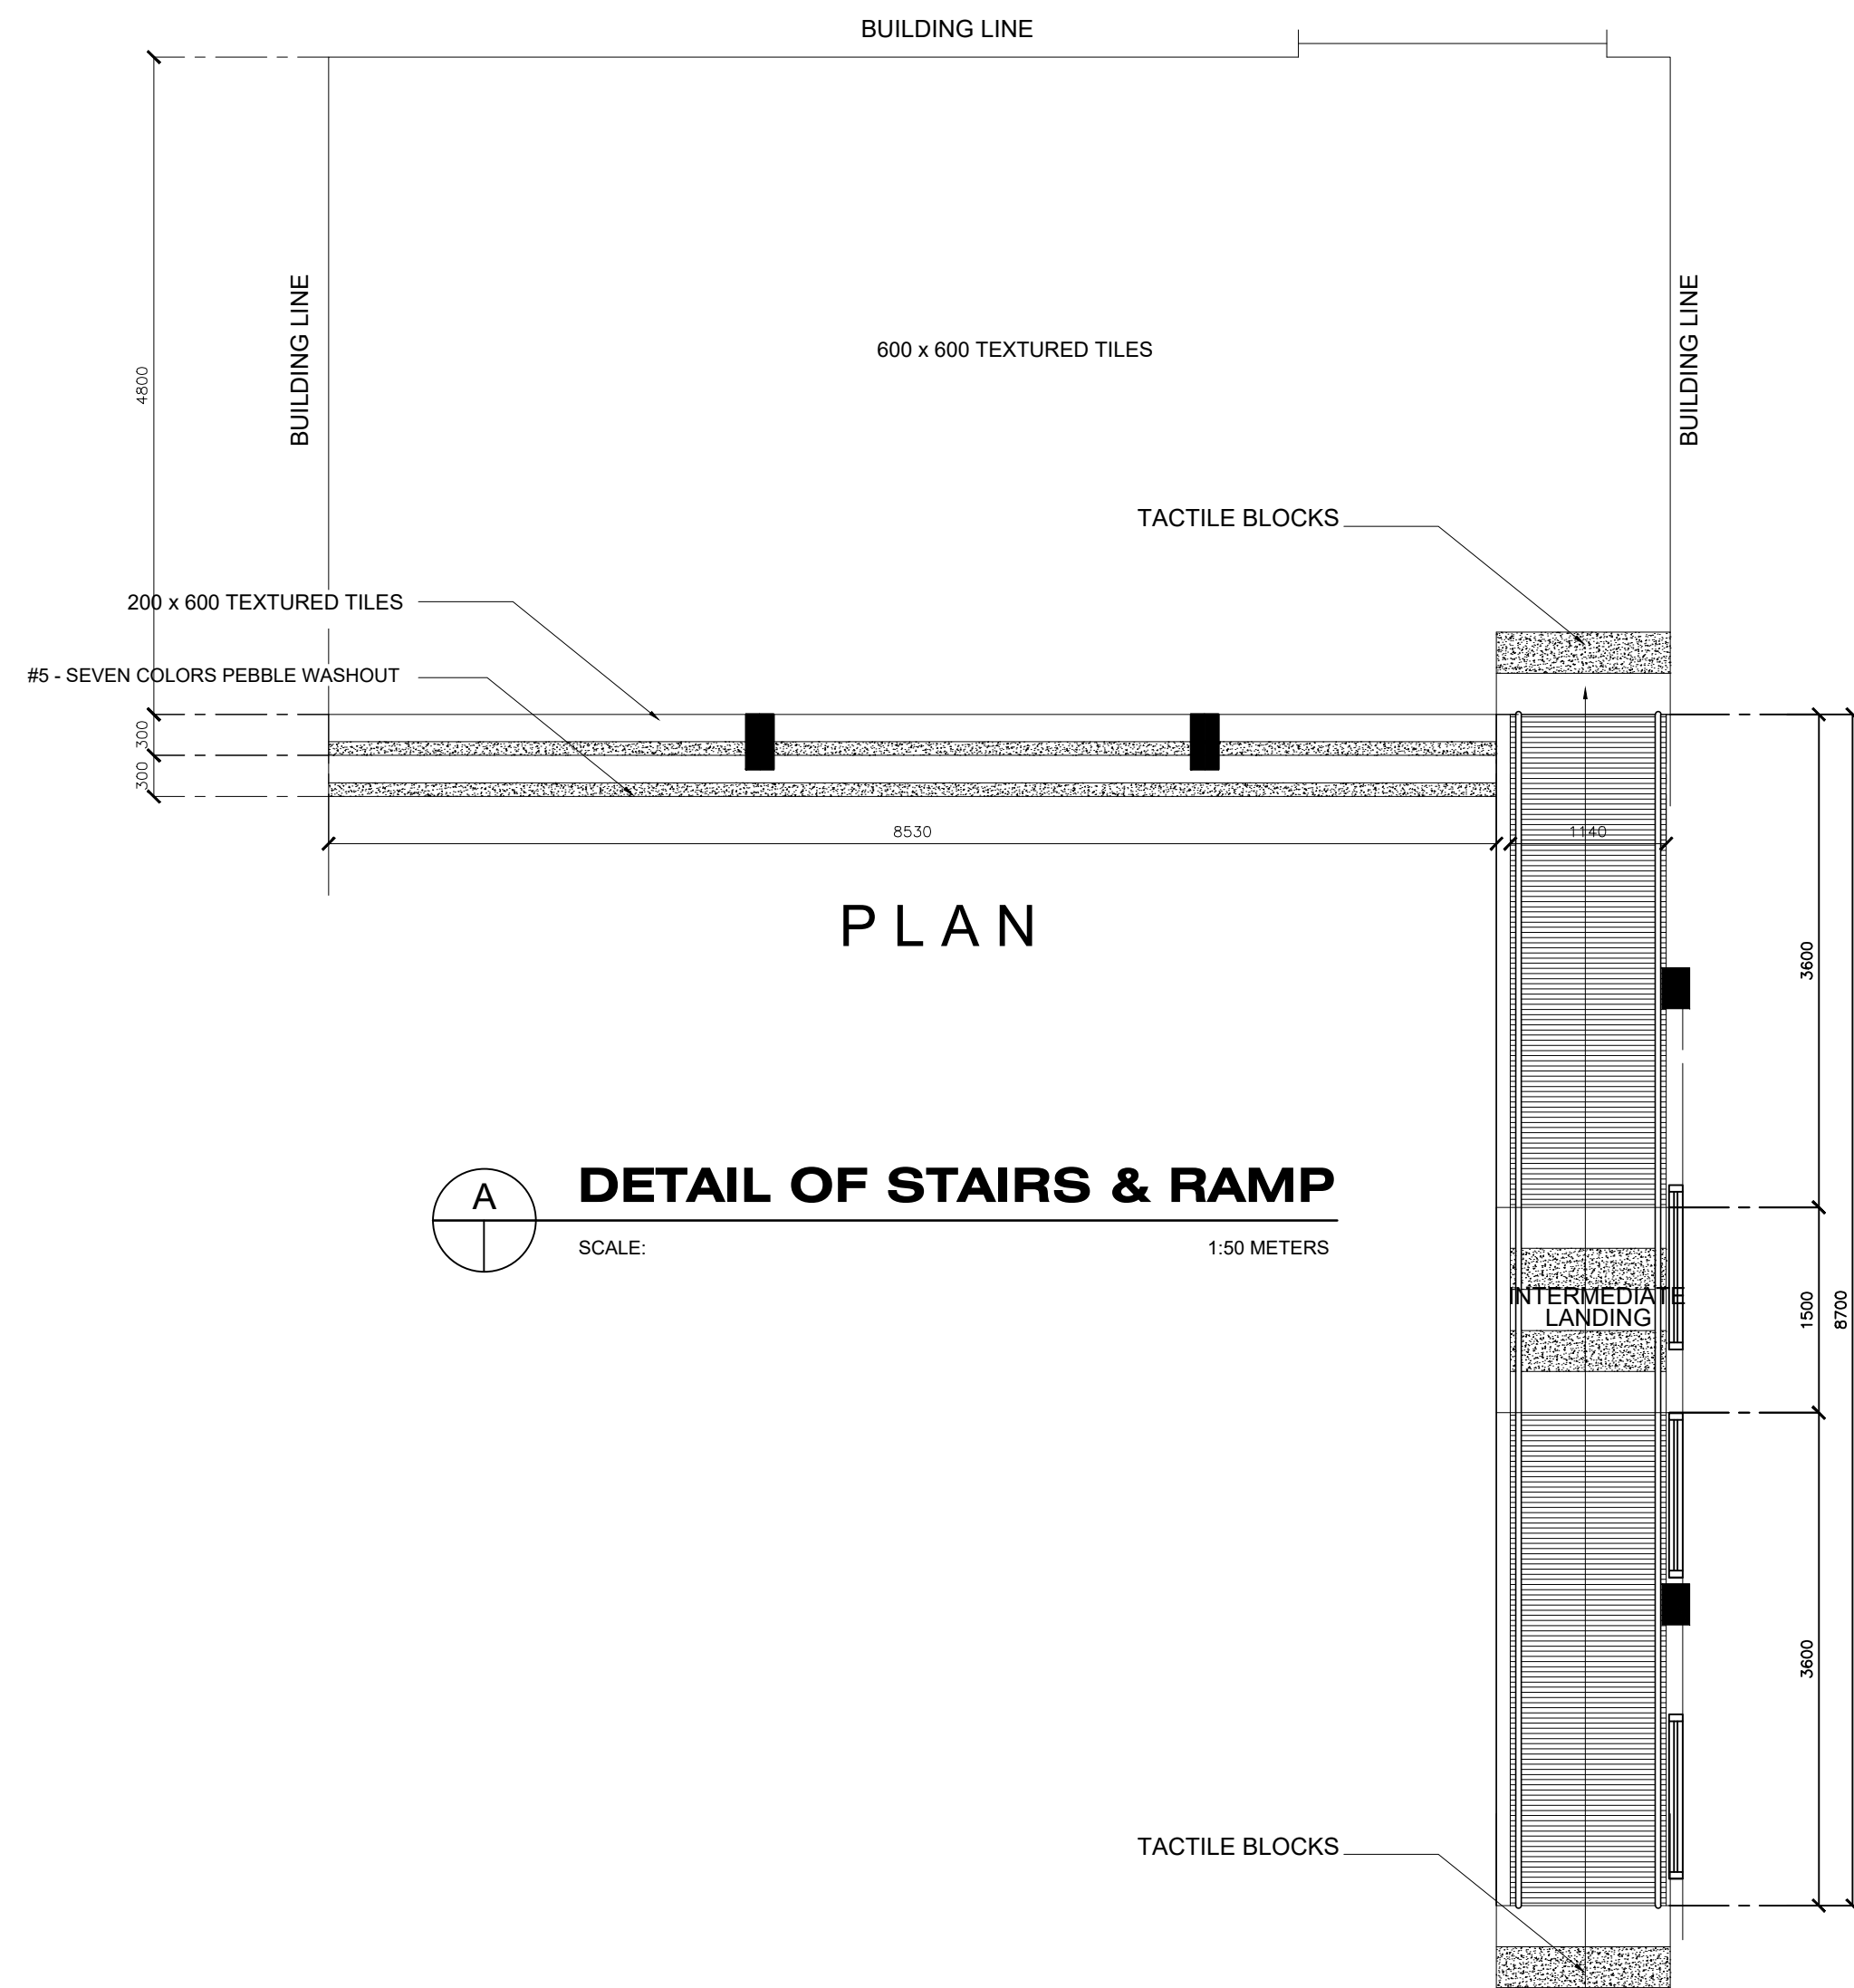 BUILDING LINE
4800
BUILDING LINE
BUILDING LINE
600 x 600 TEXTURED TILES
TACTILE BLOCKS
200 x 600 TEXTURED TILES
#5 - SEVEN COLORS PEBBLE WASHOUT
300
300
8530
1140
PLAN
3600
A
DETAIL OF STAIRS & RAMP
SCALE:
1:50 METERS
INTERMEDIATE
LANDING
1500
8700
3600
TACTILE BLOCKS